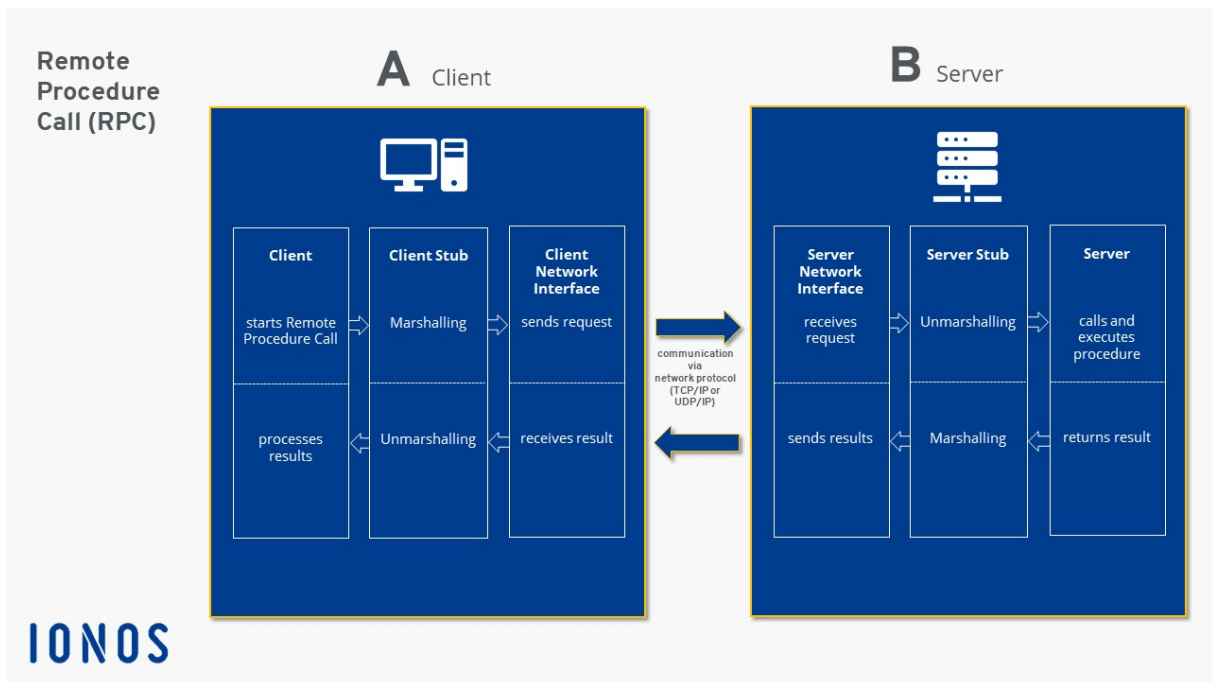 Remote
Procedure
Call (RPC)
A Client
B Server
Client
starts Remote
Procedure Call
processes
results
Client Stub
Marshalling
Unmarshalling
Client
Network
Interface
sends request
receives result
communication
via
network protocol
(TCP/IP or
UDP/IP)
Server
Network
Interface
receives
request
sends results
Server Stub
Unmarshalling
Marshalling
Server
calls and
executes
procedure
returns result
IONOS